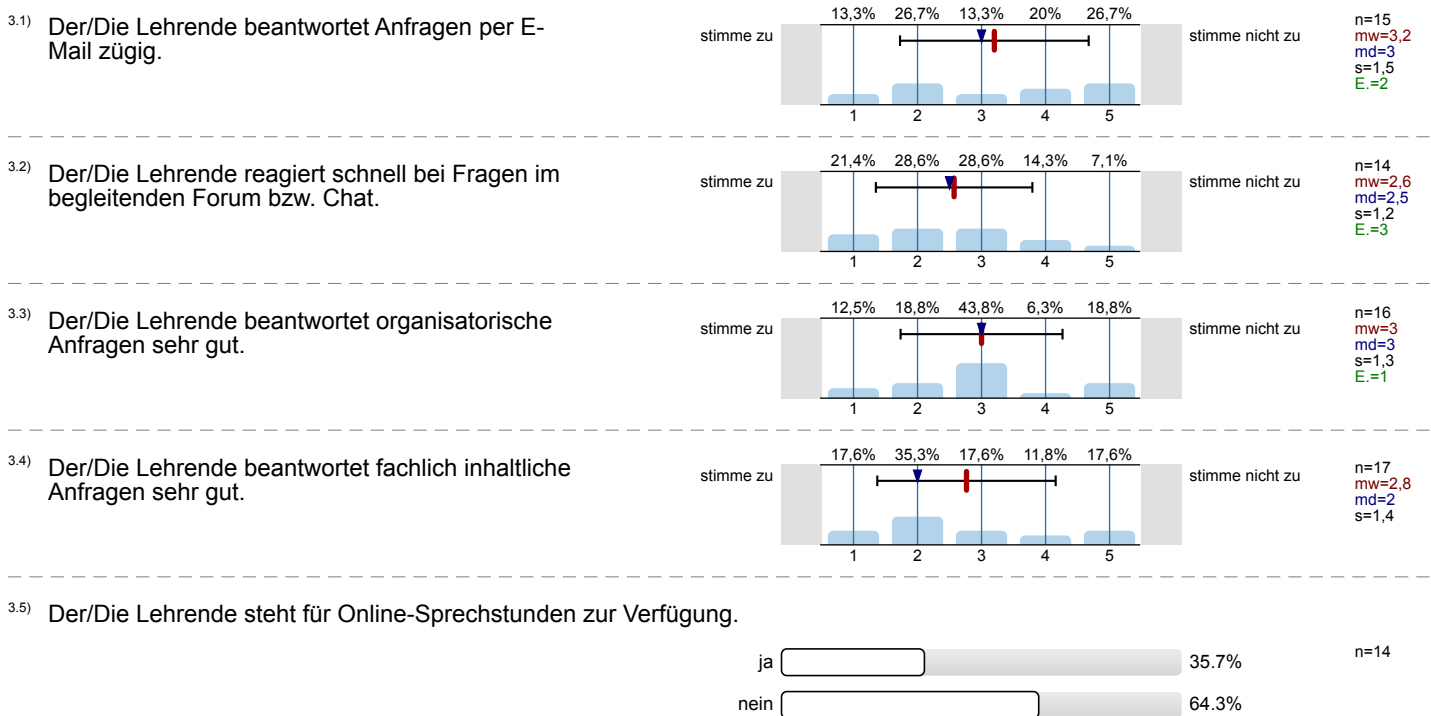 3.1) Der/Die Lehrende beantwortet Anfragen per E-
Mail zügig.
13,3% 26,7% 13,3% 20% 26,7%
stimme zu stimme nicht zu
1 2 3 4 5
n=15
mw=3,2
md=3
s=1,5
E.=2
3.2) Der/Die Lehrende reagiert schnell bei Fragen im
begleitenden Forum bzw. Chat.
21,4% 28,6% 28,6% 14,3% 7,1%
stimme zu stimme nicht zu
1 2 3 4 5
n=14
mw=2,6
md=2,5
s=1,2
E.=3
3.3) Der/Die Lehrende beantwortet organisatorische
Anfragen sehr gut.
12,5% 18,8% 43,8% 6,3% 18,8%
stimme zu stimme nicht zu
1 2 3 4 5
n=16
mw=3
md=3
s=1,3
E.=1
3.4) Der/Die Lehrende beantwortet fachlich inhaltliche
Anfragen sehr gut.
17,6% 35,3% 17,6% 11,8% 17,6%
stimme zu stimme nicht zu
1 2 3 4 5
n=17
mw=2,8
md=2
s=1,4
3.5) Der/Die Lehrende steht für Online-Sprechstunden zur Verfügung.
ja 35.7%
n=14
nein 64.3%